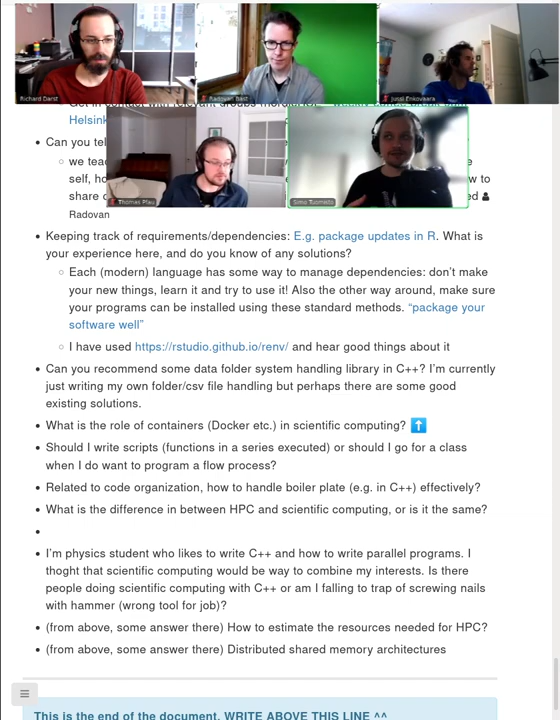 Richard Darst
Radovan Bast
Jussi Enkovaara
Helsink
Thomas Pfau
Simo Tuomisto
• Can you tel
we tea
self, ho
w to
share
ed
Radovan
• Keeping track of requirements/dependencies: E.g. package updates in R. What is
your experience here, and do you know of any solutions?
○ Each (modern) language has some way to manage dependencies: don't make
your new things, learn it and try to use it! Also the other way around, make sure
your programs can be installed using these standard methods. "package your
software well"
○ I have used https://rstudio.github.io/renv/ and hear good things about it
• Can you recommend some data folder system handling library in C++? I'm currently
just writing my own folder/csv file handling but perhaps there are some good
existing solutions.
• What is the role of containers (Docker etc.) in scientific computing? ⬆️
• Should I write scripts (functions in a series executed) or should I go for a class
when I do want to program a flow process?
• Related to code organization, how to handle boiler plate (e.g. in C++) effectively?
• What is the difference in between HPC and scientific computing, or is it the same?
•
• I'm physics student who likes to write C++ and how to write parallel programs. I
thoght that scientific computing would be way to combine my interests. Is there
people doing scientific computing with C++ or am I falling to trap of screwing nails
with hammer (wrong tool for job)?
• (from above, some answer there) How to estimate the resources needed for HPC?
• (from above, some answer there) Distributed shared memory architectures
This is the end of the document. WRITE ABOVE THIS LINE ^^